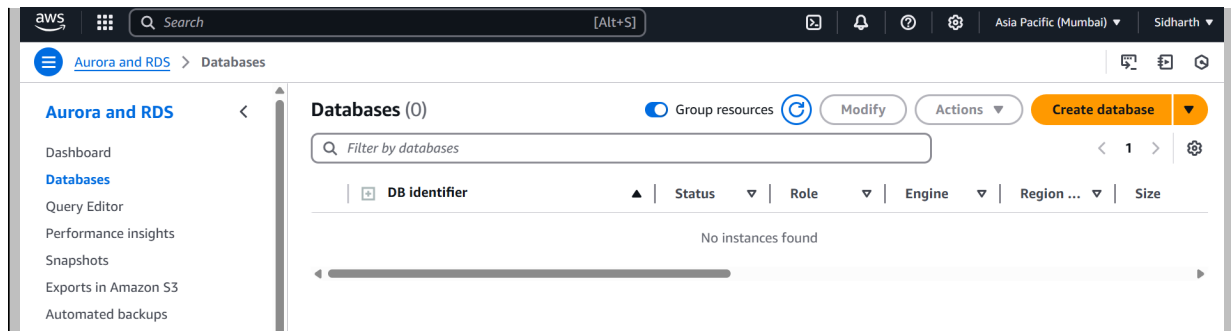 aws Search [Alt+S] Asia Pacific (Mumbai) ▼ Sidharth ▼
Aurora and RDS > Databases
Aurora and RDS
Dashboard
Databases
Query Editor
Performance insights
Snapshots
Exports in Amazon S3
Automated backups
Databases (0) Group resources Modify Actions ▼ Create database ▼
Filter by databases
< 1 >
DB identifier ▲ Status Role Engine Region ... Size
No instances found